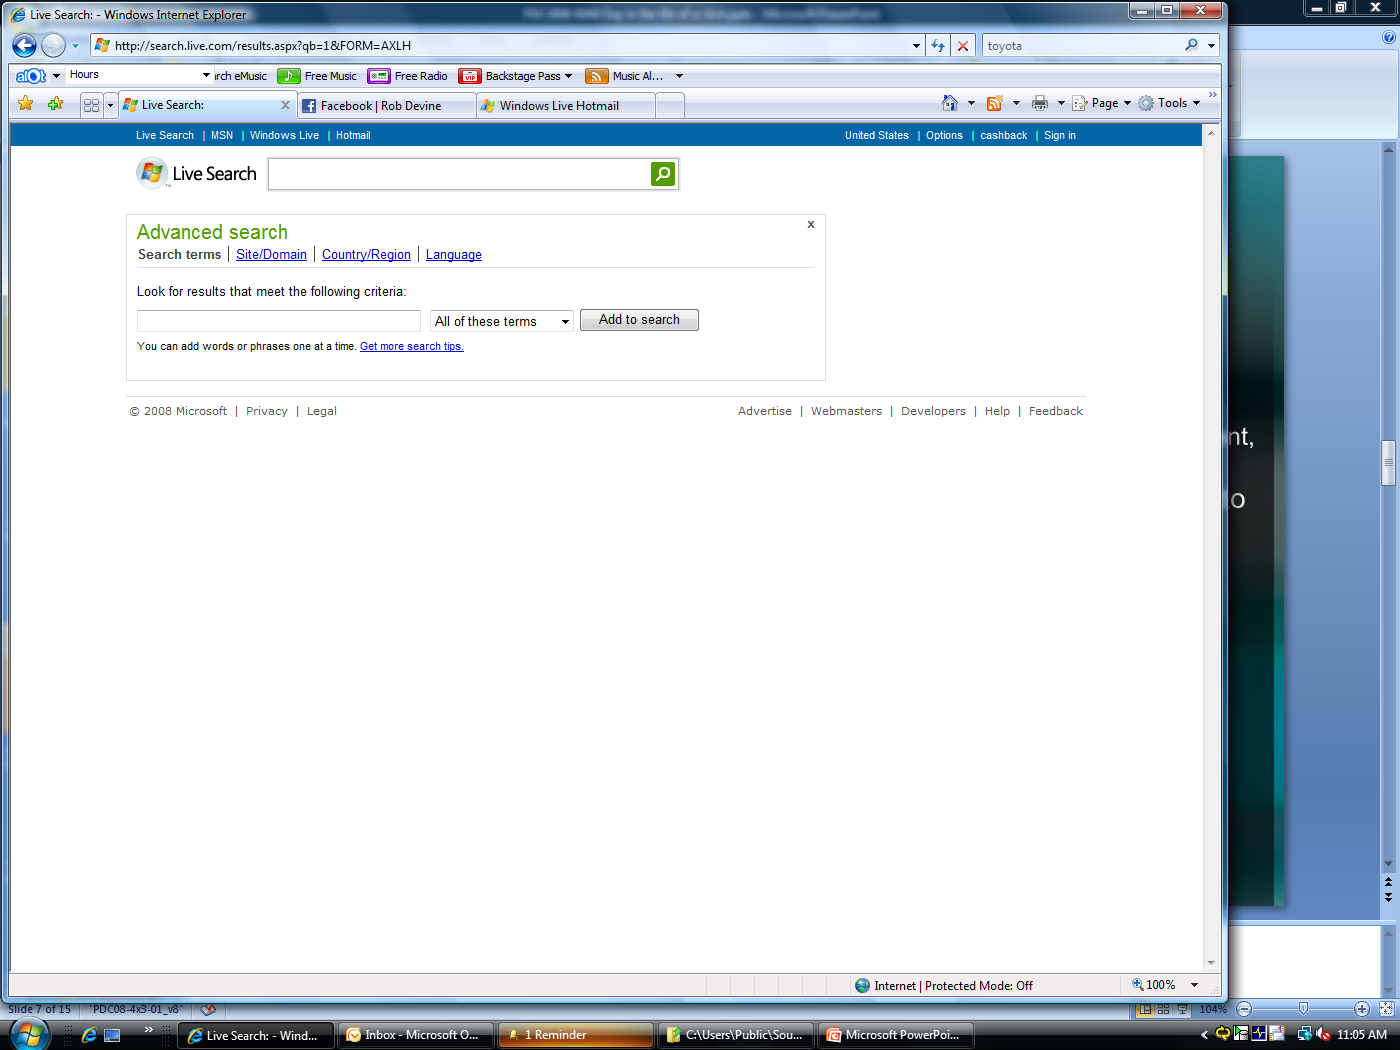 Live Search: - Windows Internet Explorer
http://search.live.com/results.aspx?qb=1&FORM=AXLH
toyota
alot Hours rch eMusic Free Music Free Radio VIP Backstage Pass Music Al...
Live Search: Facebook | Rob Devine Windows Live Hotmail Page Tools
Live Search | MSN | Windows Live | Hotmail United States | Options | cashback | Sign in
Live Search
Advanced search x
Search terms | Site/Domain | Country/Region | Language
Look for results that meet the following criteria:
All of these terms Add to search
You can add words or phrases one at a time. Get more search tips.
© 2008 Microsoft | Privacy | Legal Advertise | Webmasters | Developers | Help | Feedback
nt,
o
Internet | Protected Mode: Off 100%
Slide 7 of 15 "PDC08-4x3-01_v8" 104%
Live Search: - Wind... Inbox - Microsoft O... 1 Reminder C:\Users\Public\Sou... Microsoft PowerPoi... 11:05 AM